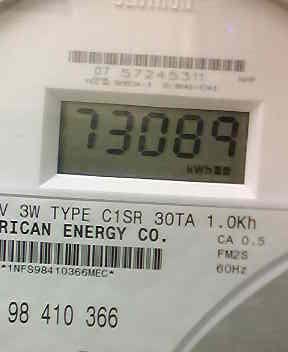 07 57245311
73089
kWh
V 3W TYPE C1SR 30TA 1.0Kh
RICAN ENERGY CO.
CA 0.5
FM2S
60Hz
*1NFS98410366MEC*
98 410 366